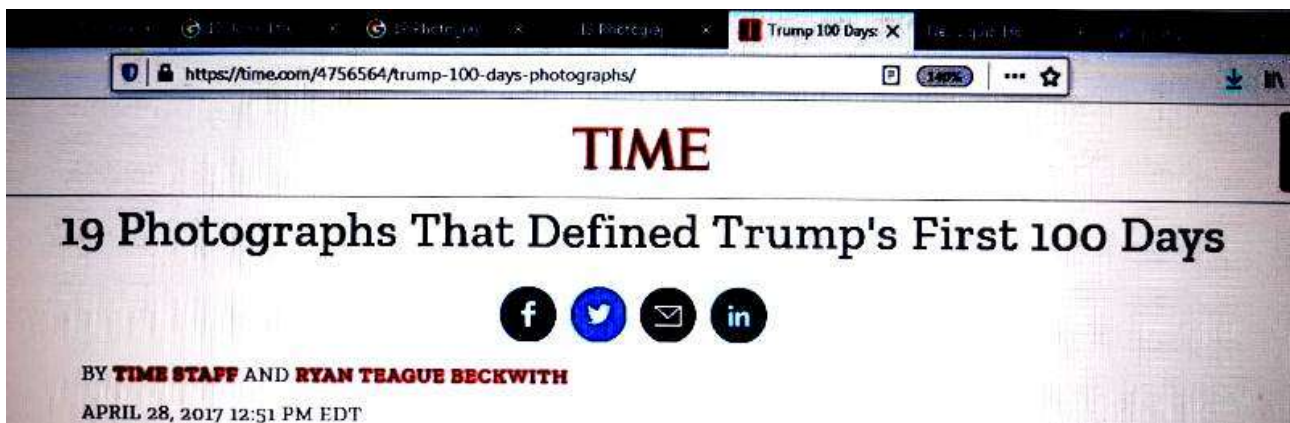 Trump 100 Days:
https://time.com/4756564/trump-100-days-photographs/
140%
TIME
19 Photographs That Defined Trump's First 100 Days
BY TIME STAFF AND RYAN TEAGUE BECKWITH
APRIL 28, 2017 12:51 PM EDT